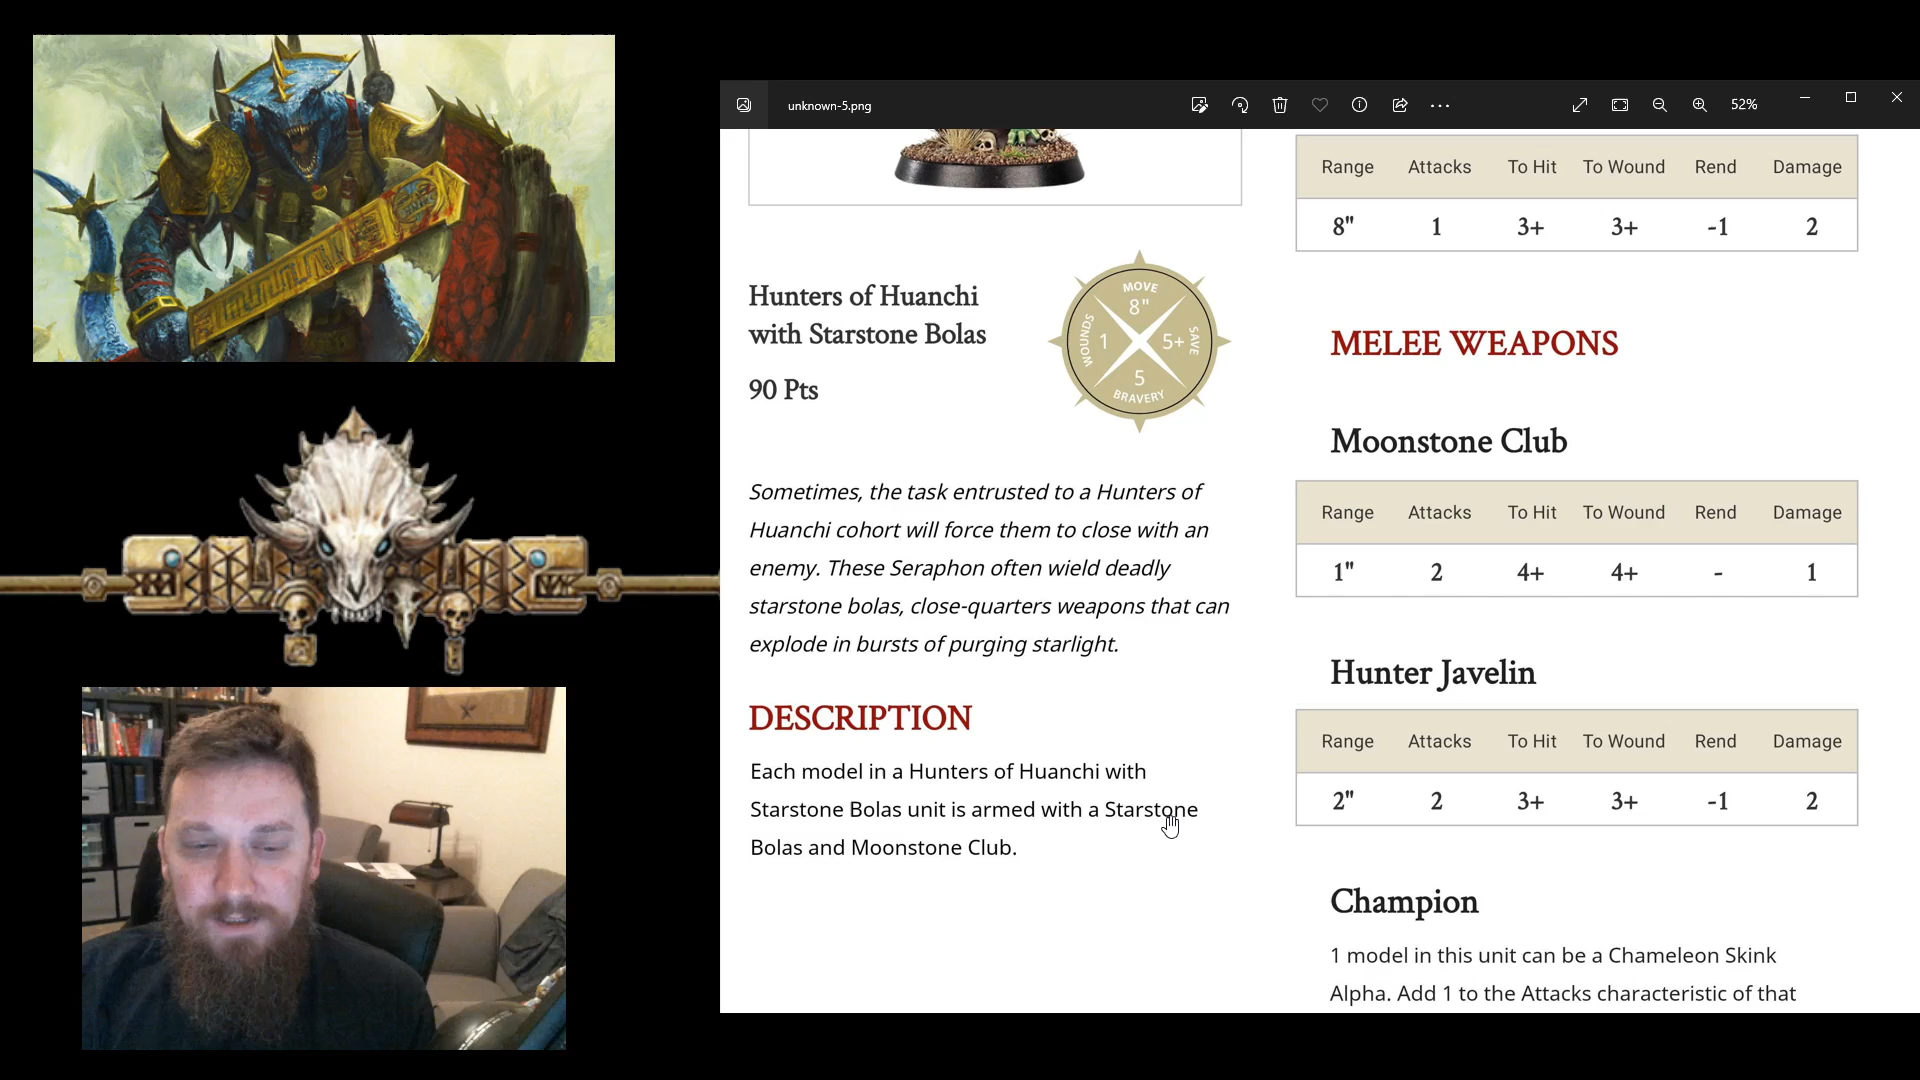 unknown-5.png
52%
Range Attacks To Hit To Wound Rend Damage
8" 1 3+ 3+ -1 2
Hunters of Huanchi
with Starstone Bolas
90 Pts
MOVE
8"
WOUNDS
1
5+
SAVE
5
BRAVERY
Sometimes, the task entrusted to a Hunters of
Huanchi cohort will force them to close with an
enemy. These Seraphon often wield deadly
starstone bolas, close-quarters weapons that can
explode in bursts of purging starlight.
DESCRIPTION
Each model in a Hunters of Huanchi with
Starstone Bolas unit is armed with a Starstone
Bolas and Moonstone Club.
MELEE WEAPONS
Moonstone Club
Range Attacks To Hit To Wound Rend Damage
1" 2 4+ 4+ - 1
Hunter Javelin
Range Attacks To Hit To Wound Rend Damage
2" 2 3+ 3+ -1 2
Champion
1 model in this unit can be a Chameleon Skink
Alpha. Add 1 to the Attacks characteristic of that